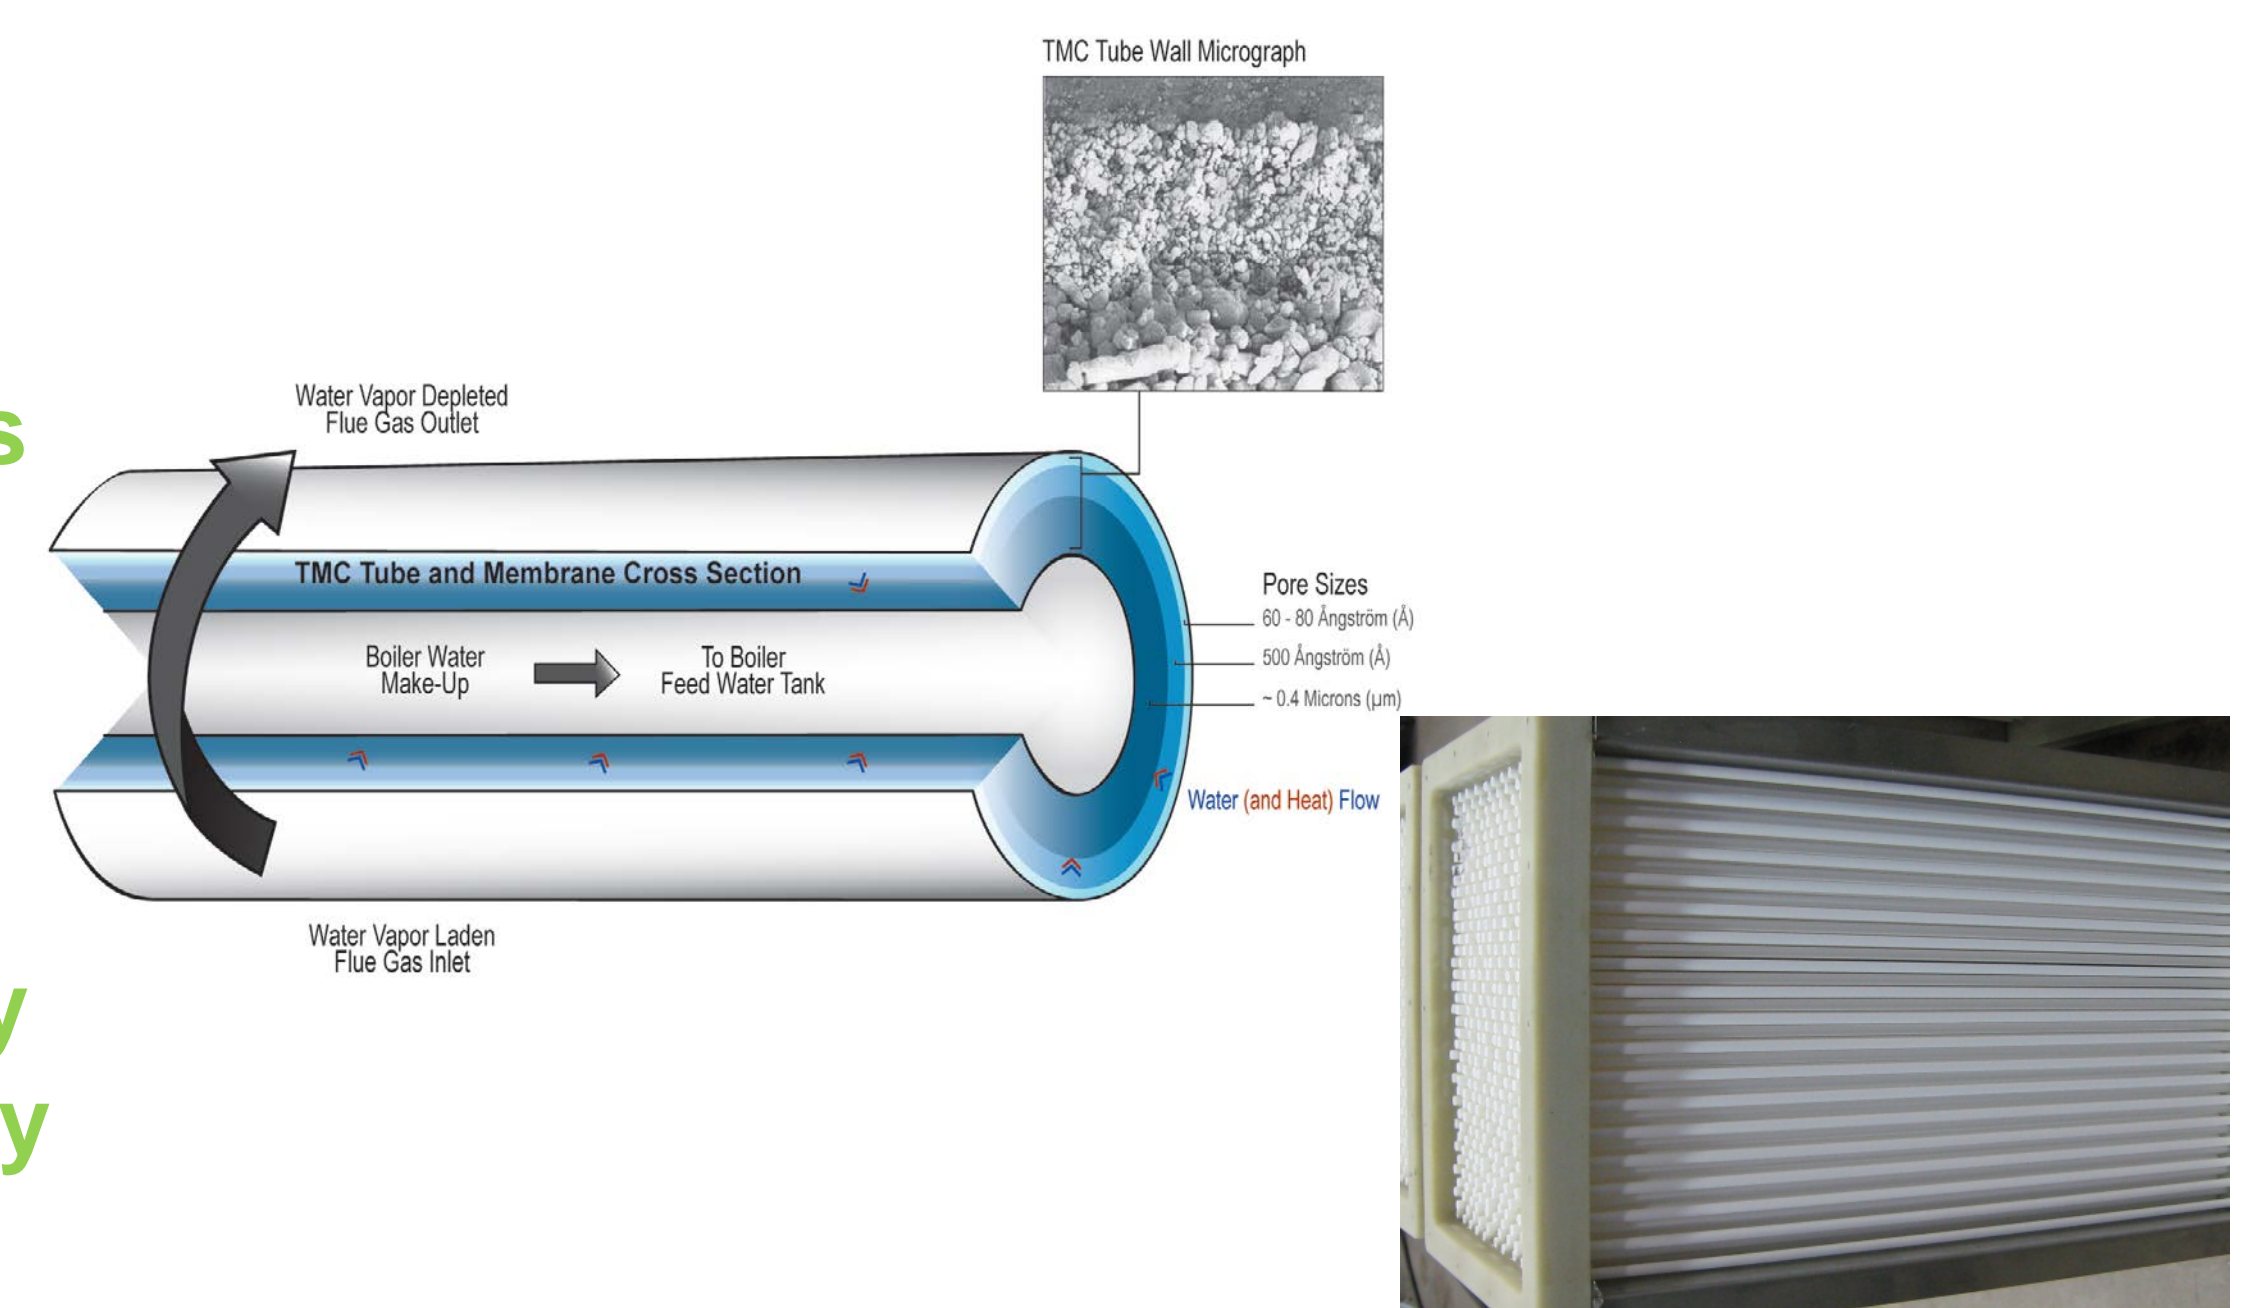 TMC Tube Wall Micrograph
Water Vapor Depleted
Flue Gas Outlet
s
TMC Tube and Membrane Cross Section
Pore Sizes
60 - 80 Ångström (Å)
500 Ångström (Å)
~ 0.4 Microns (µm)
Boiler Water
Make-Up
To Boiler
Feed Water Tank
Water (and Heat) Flow
Water Vapor Laden
Flue Gas Inlet
y
y